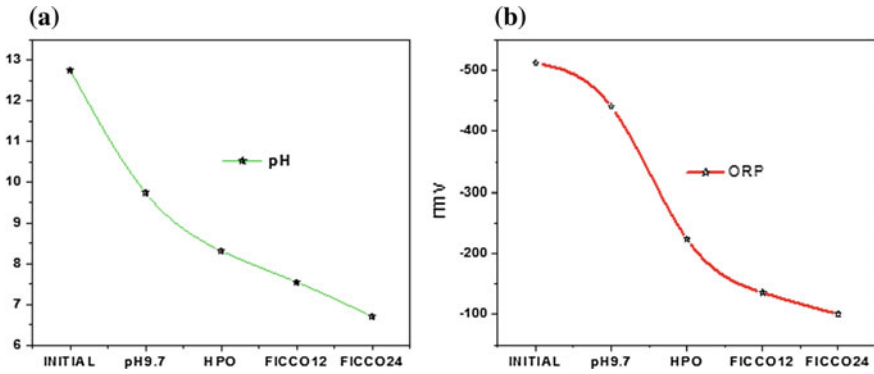 (a)
13
12
11
10
9
8
7
6
pH
INITIAL pH9.7 HPO FICCO12 FICCO24
(b)
-500
-400
-300
-200
-100
rmv
ORP
INITIAL pH9.7 HPO FICCO12 FICCO24